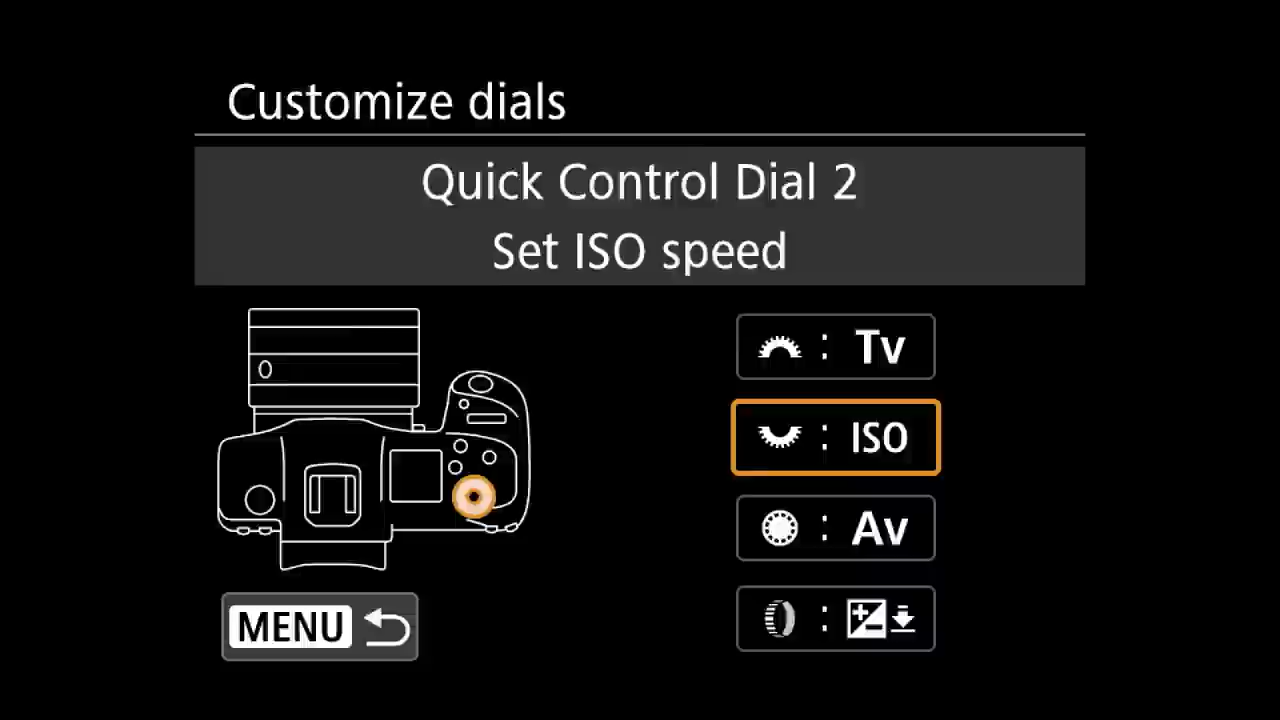 Customize dials
Quick Control Dial 2
Set ISO speed
: Tv
: ISO
: Av
:
MENU